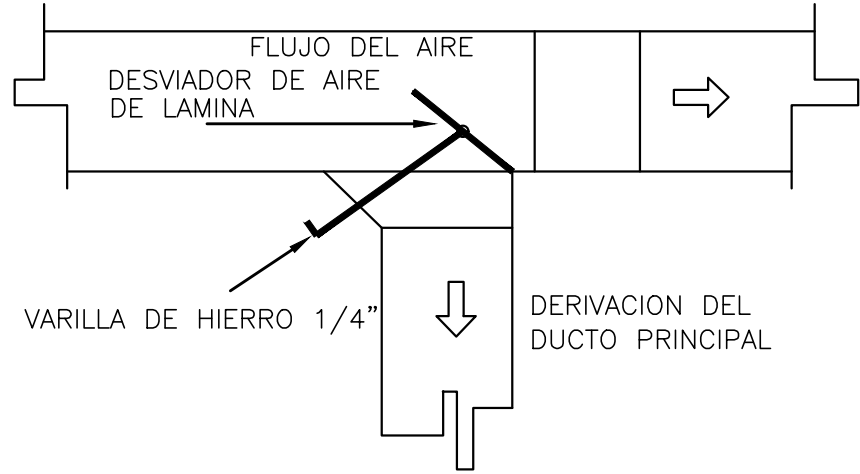 FLUJO DEL AIRE
DESVIADOR DE AIRE
DE LAMINA
VARILLA DE HIERRO 1/4”
DERIVACION DEL
DUCTO PRINCIPAL